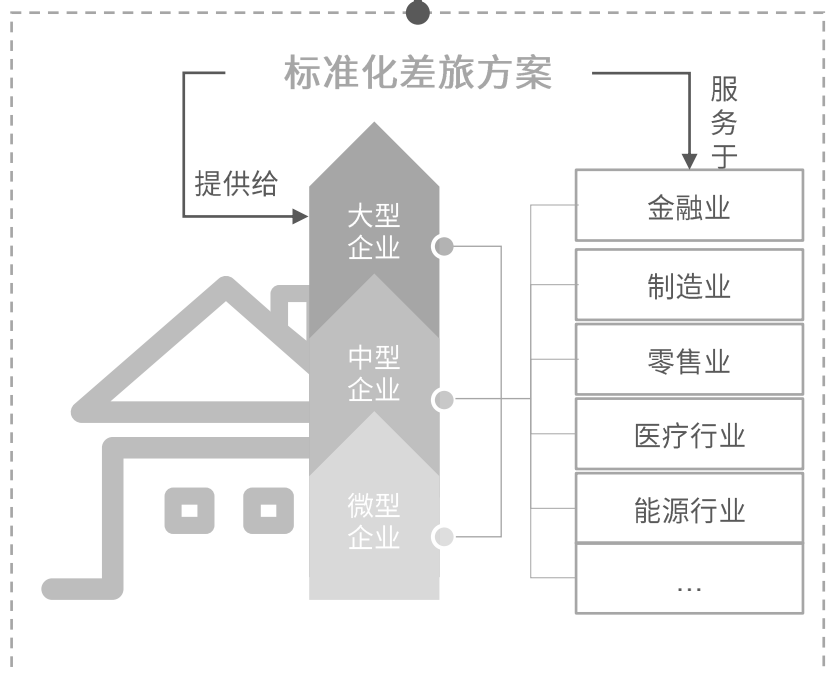 标准化差旅方案
提供给
服
务
于
大型
企业
中型
企业
微型
企业
金融业
制造业
零售业
医疗行业
能源行业
...